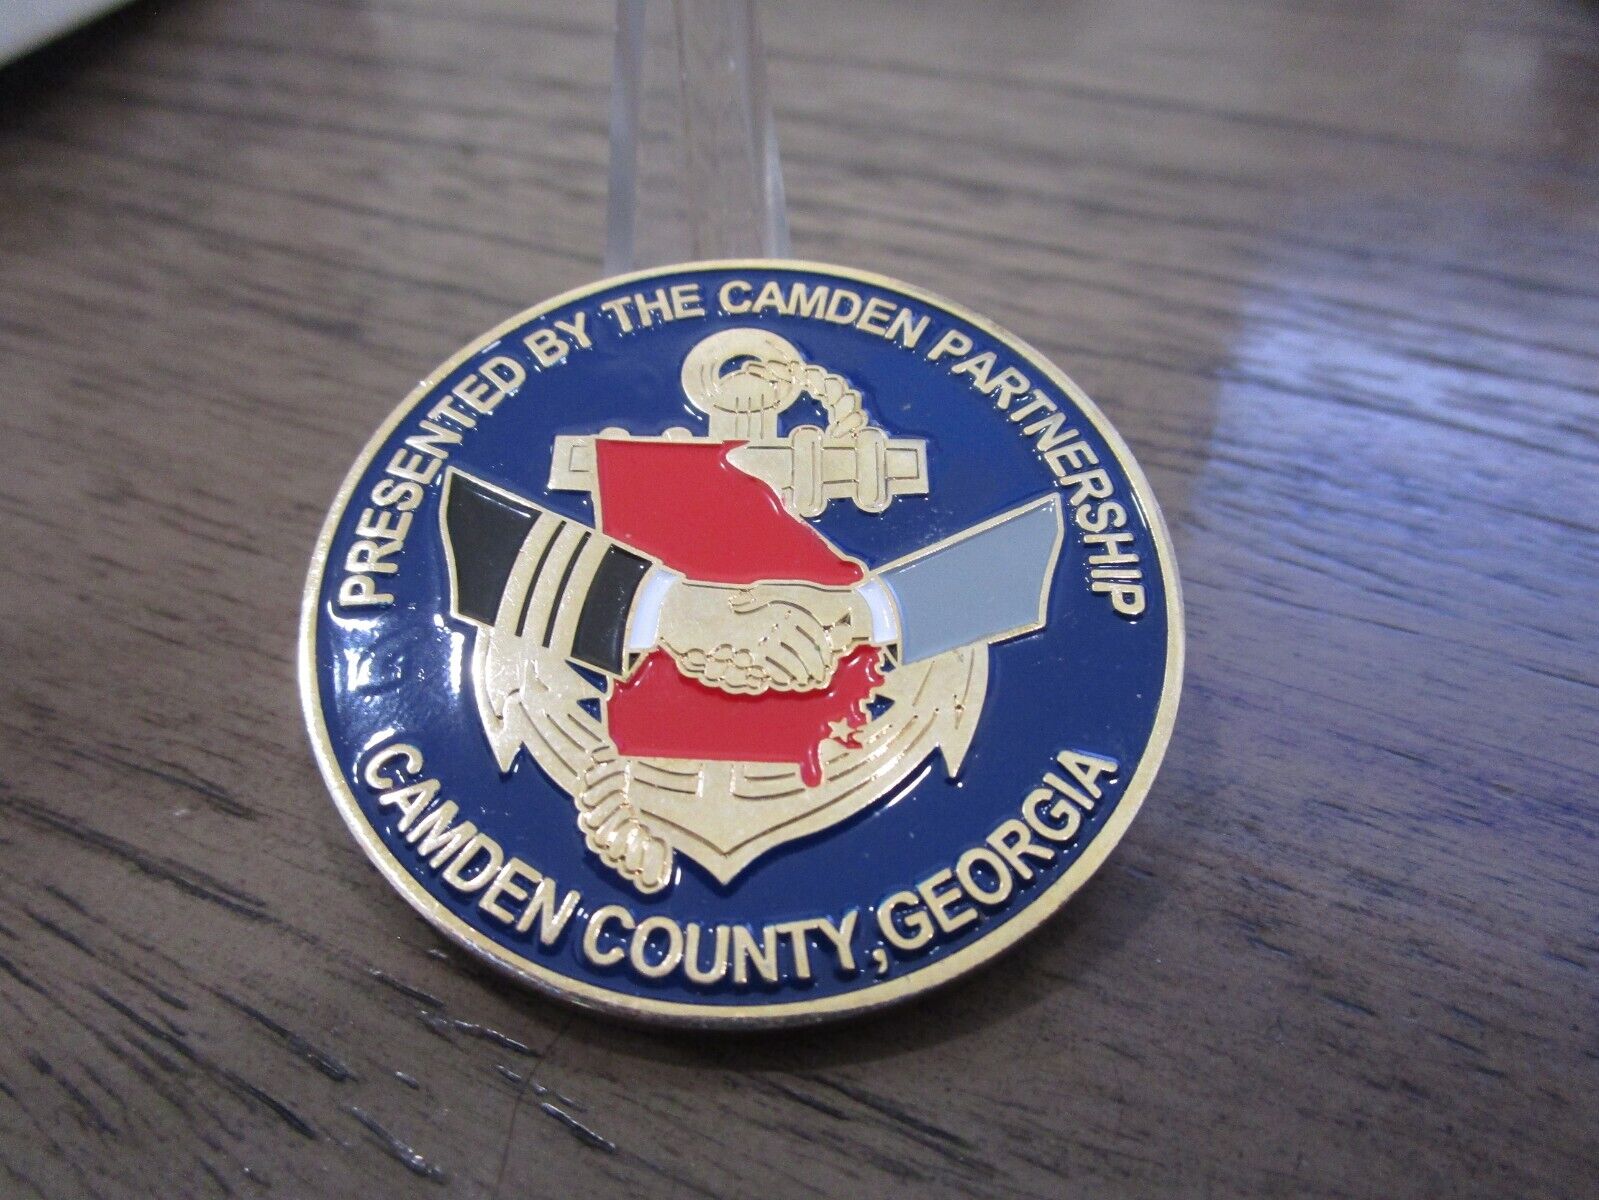 PRESENTED BY THE CAMDEN PARTNERSHIP
CAMDEN COUNTY, GEORGIA